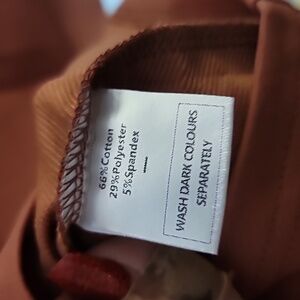 66%Cotton
29%Polyester
5%Spandex
WASH DARK COLOURS
SEPARATELY